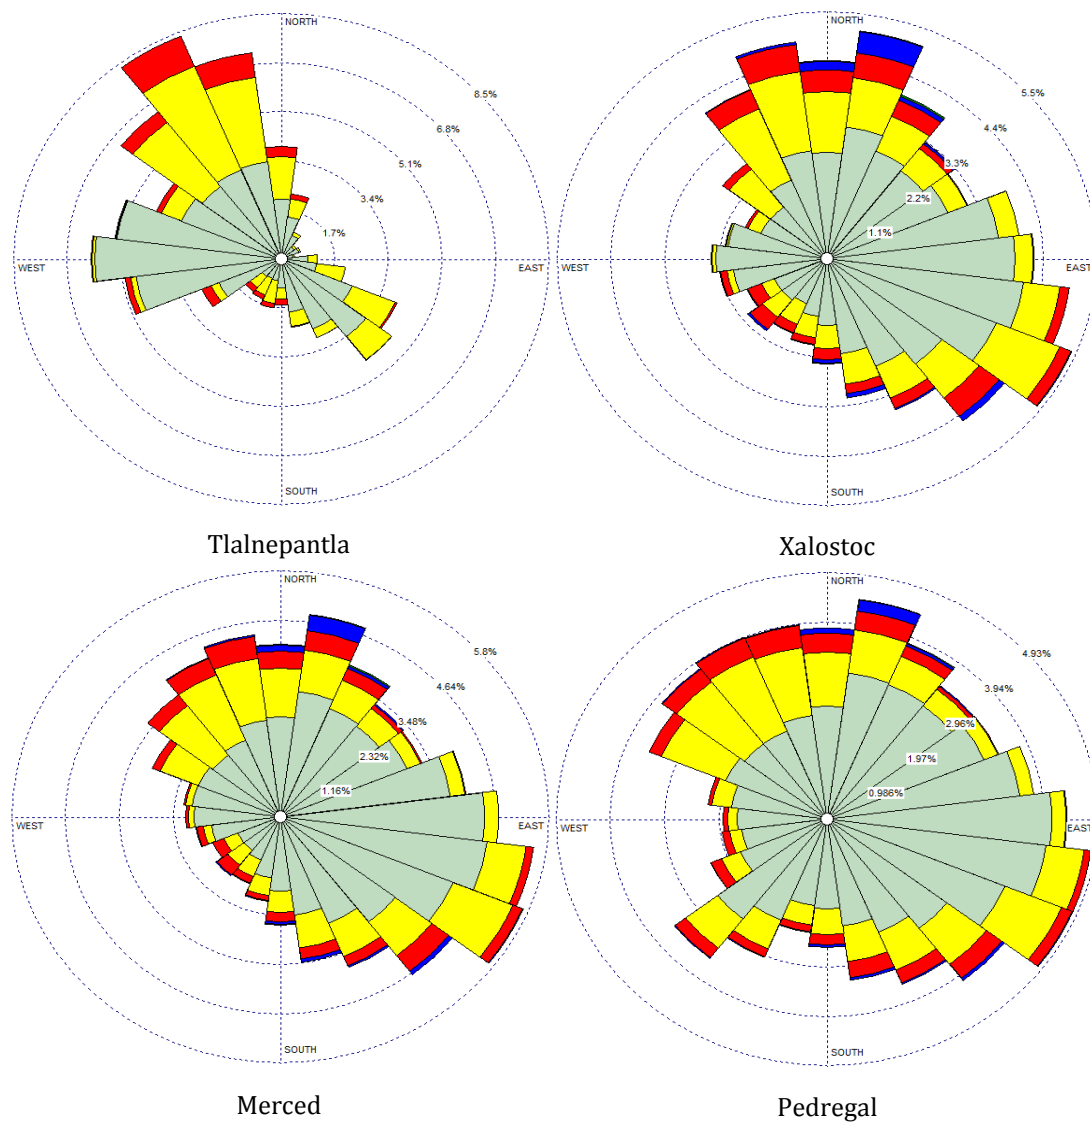 NORTH
8.5%
6.8%
5.1%
3.4%
1.7%
WEST
EAST
SOUTH
Tlalnepantla
NORTH
5.5%
4.4%
3.3%
2.2%
1.1%
WEST
EAST
SOUTH
Xalostoc
NORTH
5.8%
4.64%
3.48%
2.32%
1.16%
WEST
EAST
SOUTH
Merced
NORTH
4.93%
3.94%
2.96%
1.97%
0.986%
WEST
EAST
SOUTH
Pedregal